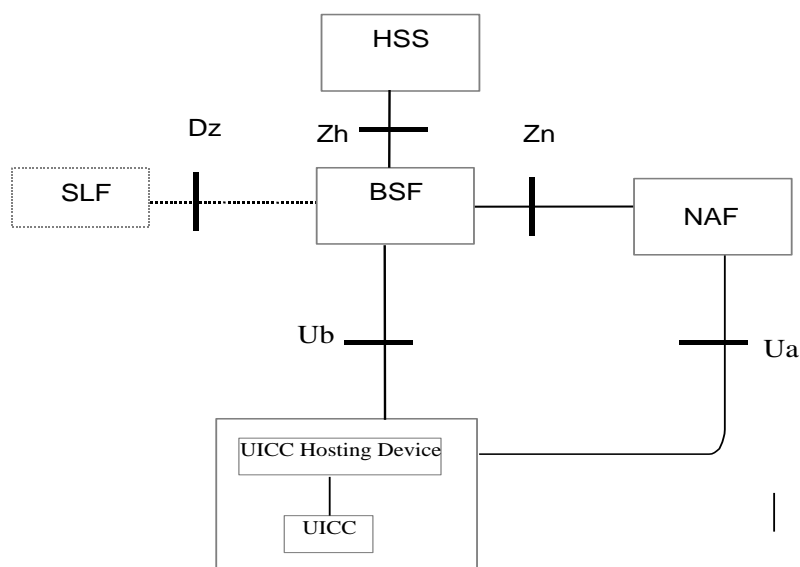 HSS
Dz
Zh
Zn
SLF
BSF
NAF
Ub
Ua
UICC Hosting Device
UICC